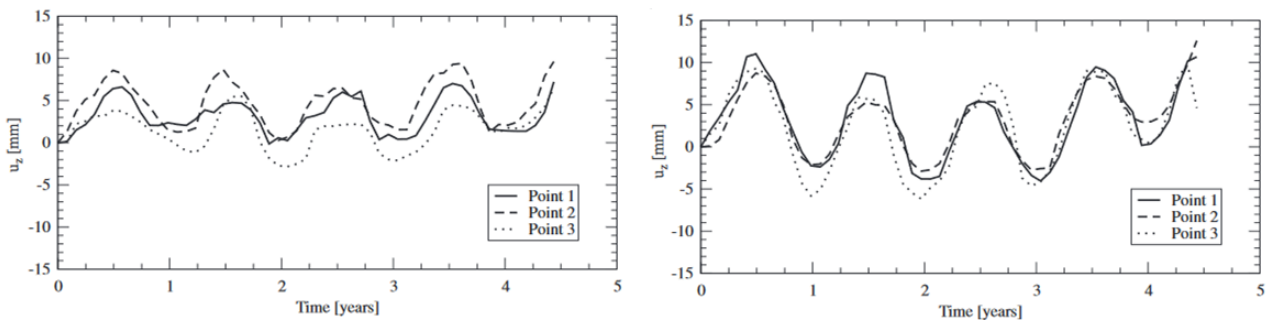 15
10
5
0
-5
-10
-15
u_z [mm]
0 1 2 3 4 5
Time [years]
Point 1
Point 2
Point 3
15
10
5
0
-5
-10
-15
u_z [mm]
0 1 2 3 4 5
Time [years]
Point 1
Point 2
Point 3